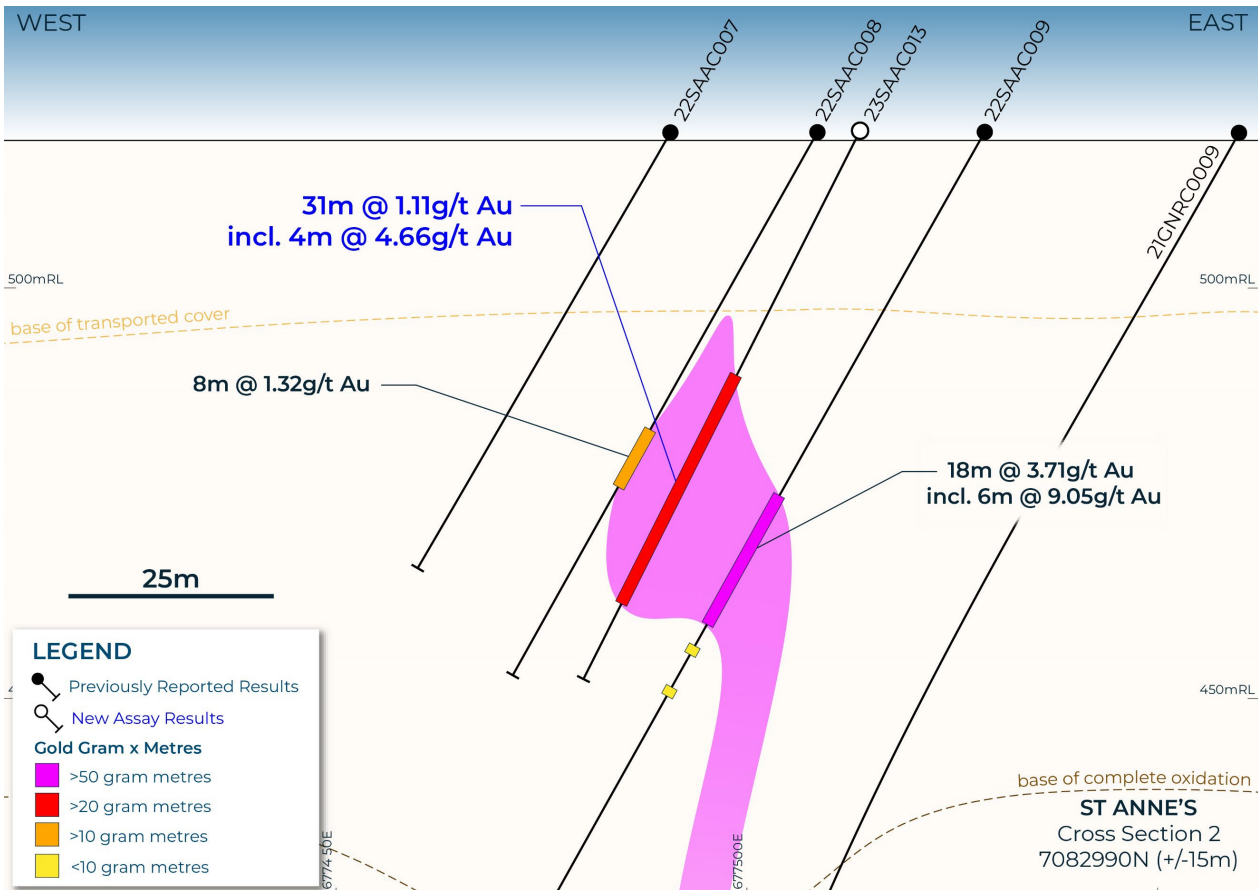 WEST
EAST
22SAAC007
22SAAC008
23SAAC013
22SAAC009
21GNRC0009
31m @ 1.11g/t Au
incl. 4m @ 4.66g/t Au
500mRL
500mRL
base of transported cover
8m @ 1.32g/t Au
18m @ 3.71g/t Au
incl. 6m @ 9.05g/t Au
25m
LEGEND
Previously Reported Results
New Assay Results
Gold Gram x Metres
>50 gram metres
>20 gram metres
>10 gram metres
<10 gram metres
450mRL
base of complete oxidation
ST ANNE'S
Cross Section 2
7082990N (+/-15m)
6774 50E
677500E